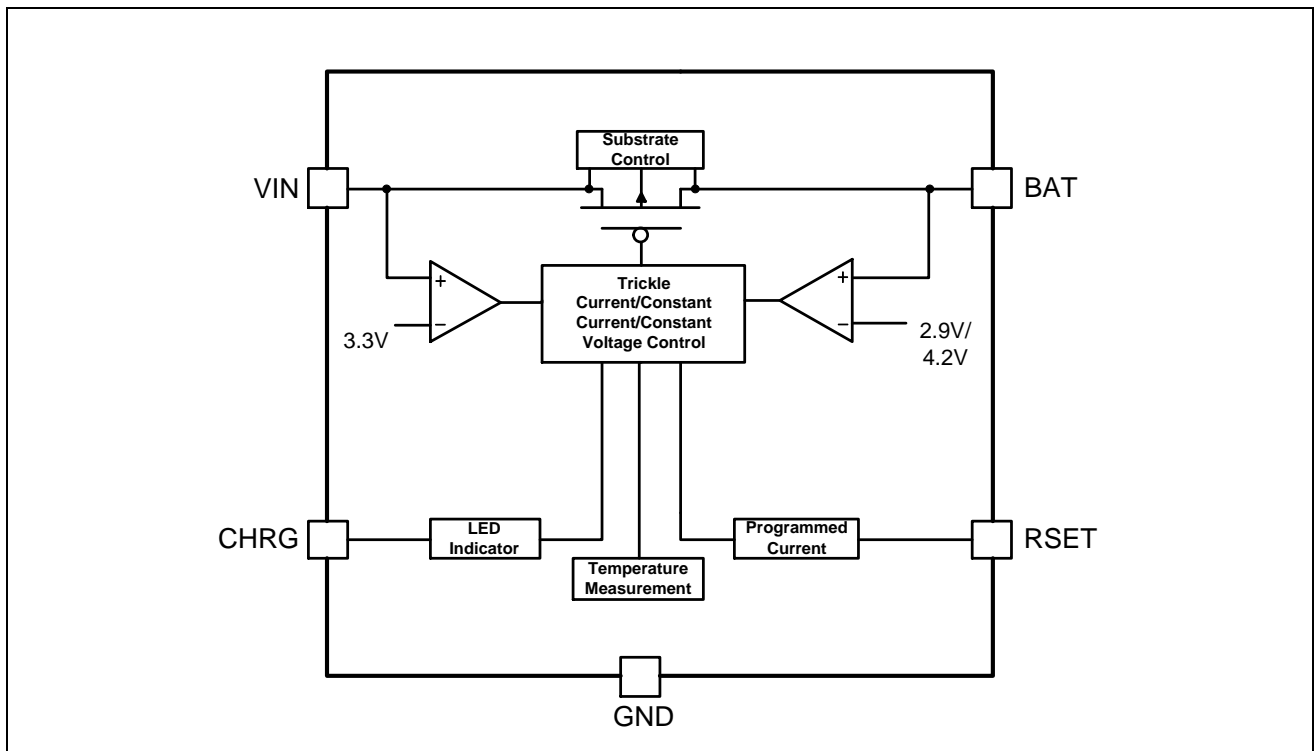 Substrate
Control
VIN
BAT
+
−
3.3V
Trickle
Current/Constant
Current/Constant
Voltage Control
+
−
2.9V/
4.2V
CHRG
LED
Indicator
Programmed
Current
RSET
Temperature
Measurement
GND